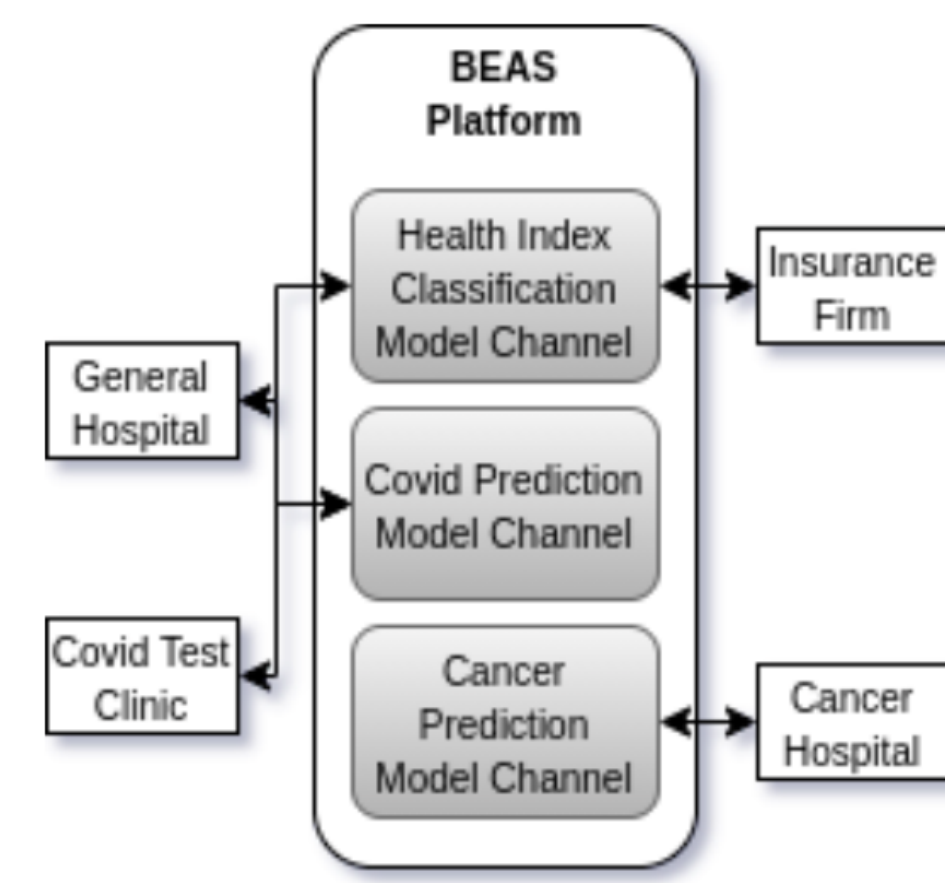 BEAS
Platform
Health Index
Classification
Model Channel
Insurance
Firm
General
Hospital
Covid Prediction
Model Channel
Covid Test
Clinic
Cancer
Prediction
Model Channel
Cancer
Hospital